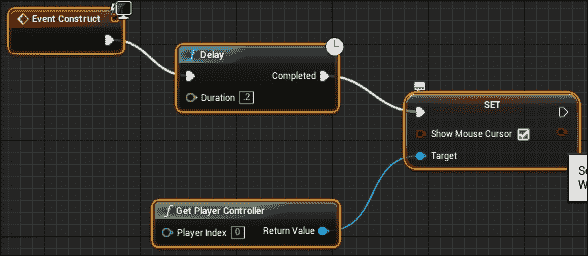 Event Construct
Delay
Completed
Duration .2
SET
Show Mouse Cursor
Target
Get Player Controller
Player Index 0
Return Value